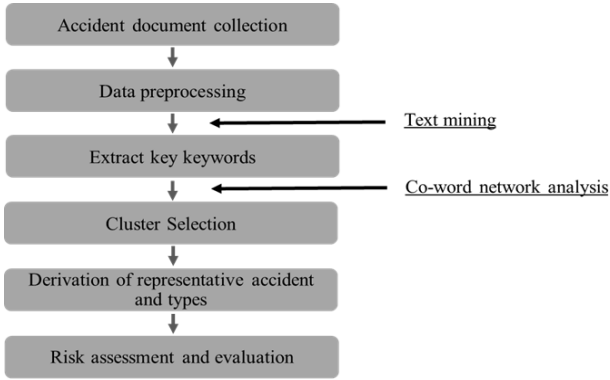 Accident document collection
Data preprocessing
Text mining
Extract key keywords
Co-word network analysis
Cluster Selection
Derivation of representative accident
and types
Risk assessment and evaluation